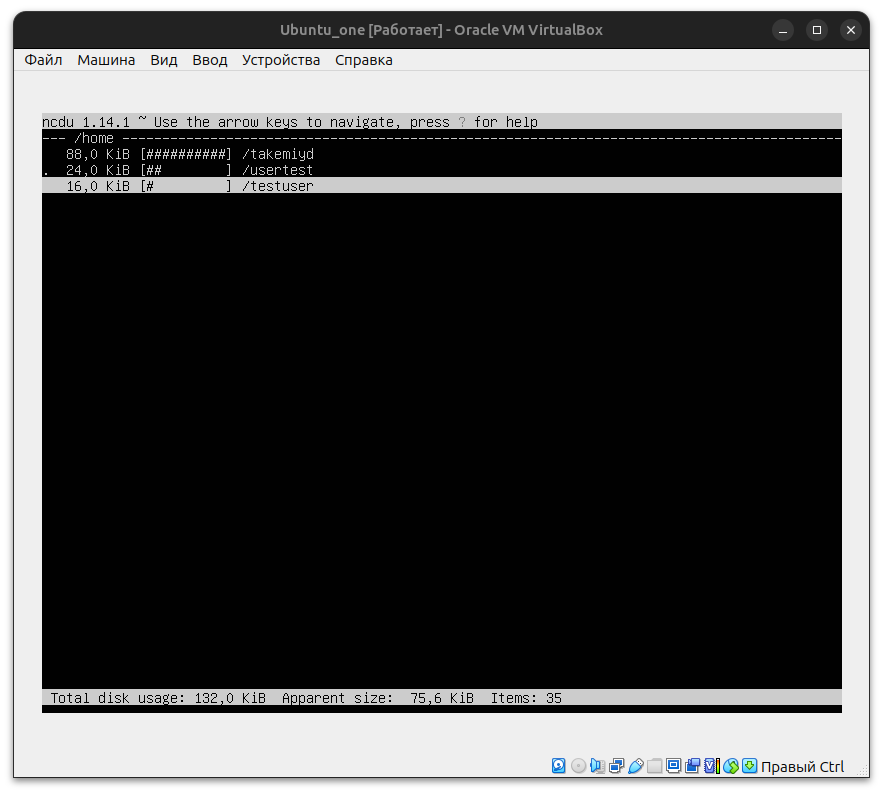 Ubuntu_one [Работает] - Oracle VM VirtualBox
Файл Машина Вид Ввод Устройства Справка
ncdu 1.14.1 ~ Use the arrow keys to navigate, press ? for help
--- /home ------------------------------------------------------------------------------------------
88,0 KiB [##########] /takemiyd
. 24,0 KiB [## ] /usertest
16,0 KiB [# ] /testuser
Total disk usage: 132,0 KiB Apparent size: 75,6 KiB Items: 35
Правый Ctrl